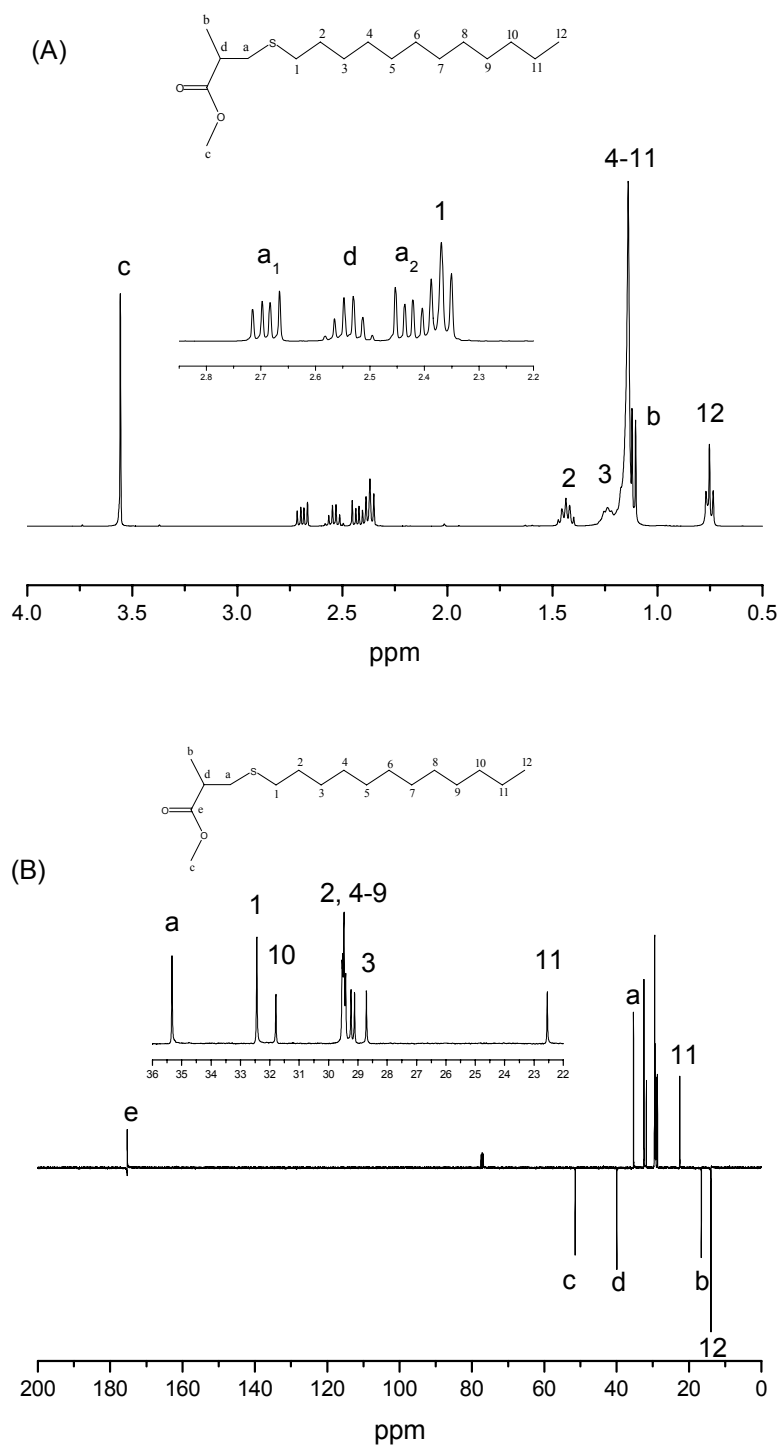 (A)
b
d
a
S
O
O
c
1 2 3 4 5 6 7 8 9 10 11 12
c
a1
d
a2
1
4-11
2.8 2.7 2.6 2.5 2.4 2.3 2.2
2
3
b
12
4.0 3.5 3.0 2.5 2.0 1.5 1.0 0.5
ppm
(B)
b
d
a
S
O
e
O
c
1 2 3 4 5 6 7 8 9 10 11 12
a
1
10
2, 4-9
3
11
36 35 34 33 32 31 30 29 28 27 26 25 24 23 22
e
a
11
c
d
b
12
200 180 160 140 120 100 80 60 40 20 0
ppm